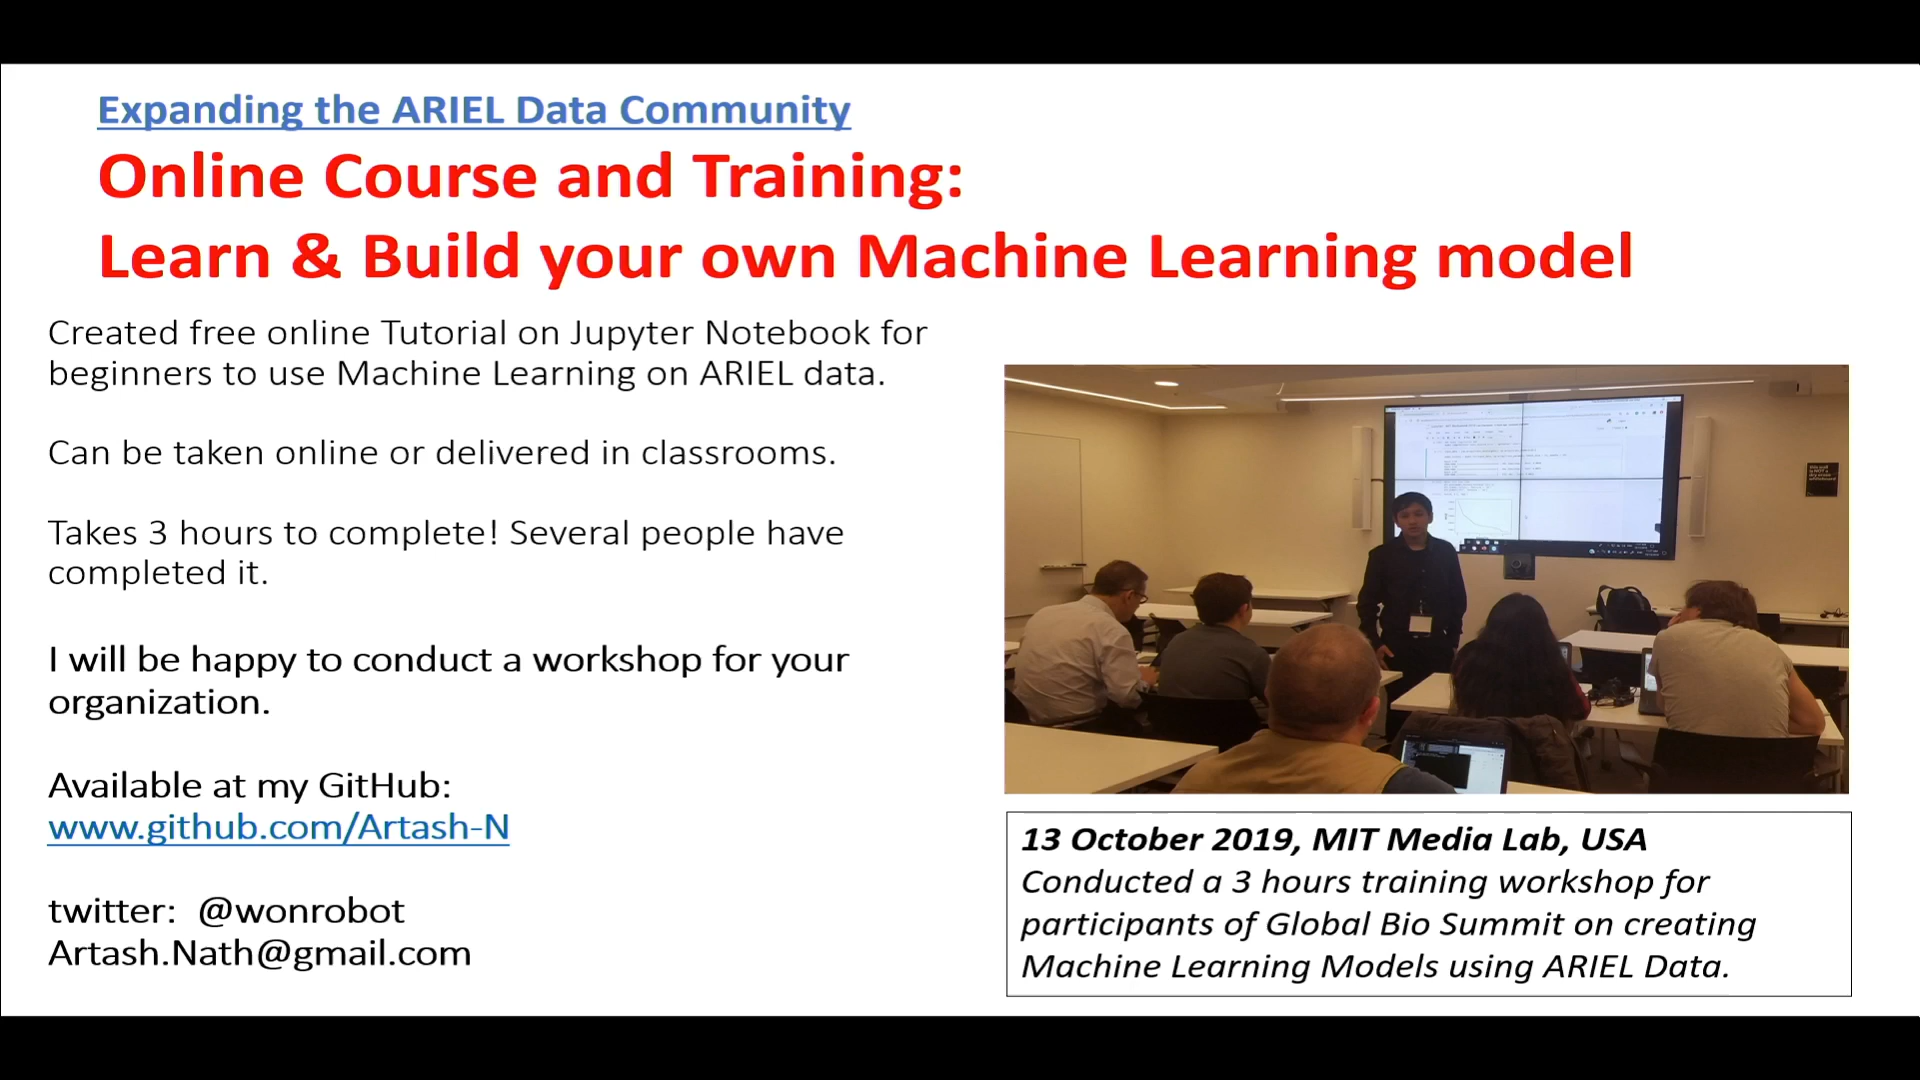 Expanding the ARIEL Data Community
Online Course and Training:
Learn & Build your own Machine Learning model
Created free online Tutorial on Jupyter Notebook for
beginners to use Machine Learning on ARIEL data.
Can be taken online or delivered in classrooms.
Takes 3 hours to complete! Several people have
completed it.
I will be happy to conduct a workshop for your
organization.
Available at my GitHub:
www.github.com/Artash-N
twitter:  @wonrobot
Artash.Nath@gmail.com
13 October 2019, MIT Media Lab, USA
Conducted a 3 hours training workshop for
participants of Global Bio Summit on creating
Machine Learning Models using ARIEL Data.